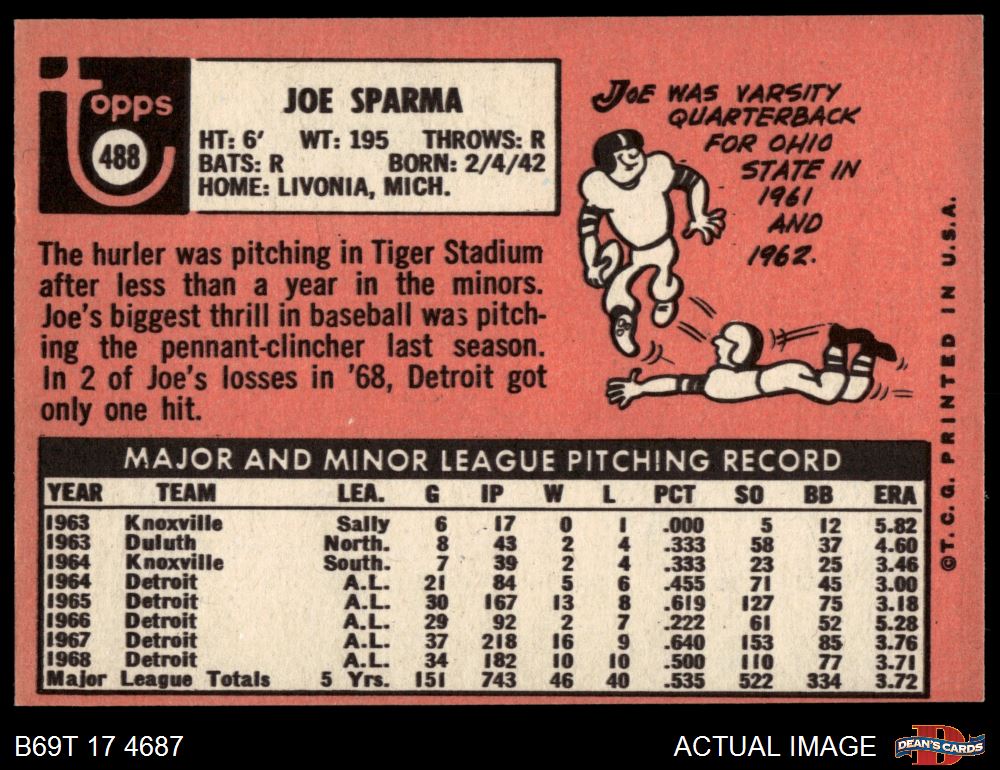 Topps
488
JOE SPARMA
HT: 6' WT: 195 THROWS: R
BATS: R BORN: 2/4/42
HOME: LIVONIA, MICH.
JOE WAS VARSITY
QUARTERBACK
FOR OHIO
STATE IN
1961
AND
1962.
The hurler was pitching in Tiger Stadium
after less than a year in the minors.
Joe's biggest thrill in baseball was pitch-
ing the pennant-clincher last season.
In 2 of Joe's losses in '68, Detroit got
only one hit.
MAJOR AND MINOR LEAGUE PITCHING RECORD
YEAR TEAM LEA. G IP W L PCT SO BB ERA
1963 Knoxville Sally 6 17 0 1 .000 5 12 5.82
1963 Duluth North. 8 43 2 4 .333 58 37 4.60
1964 Knoxville South. 7 39 2 4 .333 23 25 3.46
1964 Detroit A.L. 21 84 5 6 .455 71 45 3.00
1965 Detroit A.L. 30 167 13 8 .619 127 75 3.18
1966 Detroit A.L. 29 92 2 7 .222 61 52 5.28
1967 Detroit A.L. 37 218 16 9 .640 153 85 3.76
1968 Detroit A.L. 34 182 10 10 .500 110 77 3.71
Major League Totals 5 Yrs. 151 743 46 40 .535 522 334 3.72
©T.C.G. PRINTED IN U.S.A.
B69T 17 4687
ACTUAL IMAGE
DEAN'S CARDS